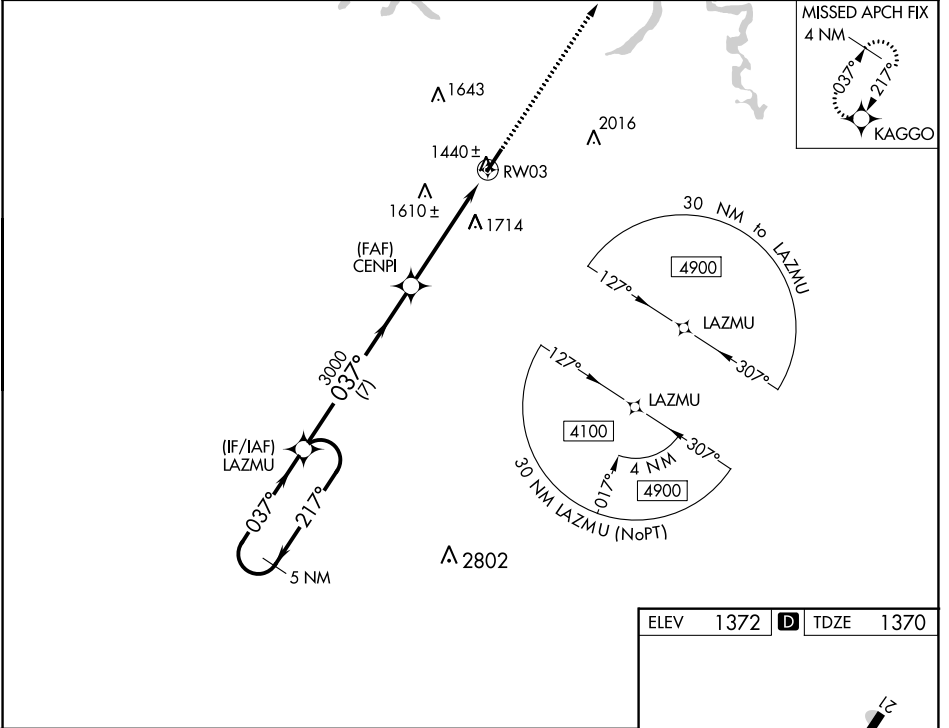 MISSED APCH FIX
4 NM
037°
217°
KAGGO
1643
2016
1440 ±
RW03
1610 ±
1714
(FAF)
CENPI
3000
037°
(7)
(IF/IAF)
LAZMU
037°
217°
5 NM
2802
30 NM to LAZMU
4900
127°
LAZMU
307°
127°
LAZMU
4100
307°
4 NM
017°
4900
30 NM LAZMU (NoPT)
ELEV 1372 D TDZE 1370
21